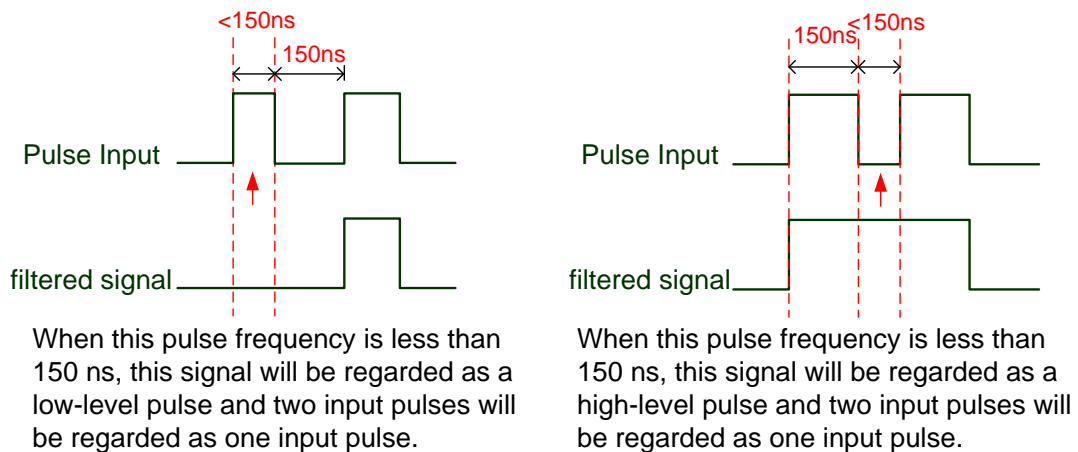 <150ns
150ns
Pulse Input
filtered signal
When this pulse frequency is less than
150 ns, this signal will be regarded as a
low-level pulse and two input pulses will
be regarded as one input pulse.
<150ns
150ns
Pulse Input
filtered signal
When this pulse frequency is less than
150 ns, this signal will be regarded as a
high-level pulse and two input pulses will
be regarded as one input pulse.